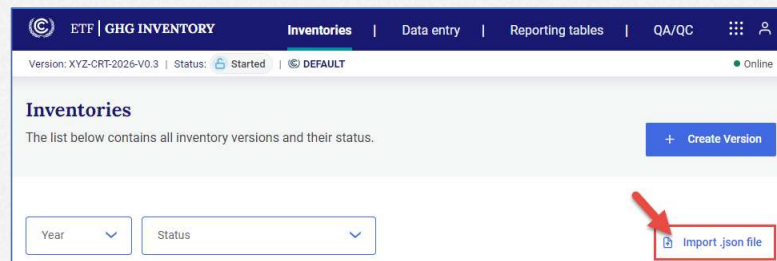 ETF | GHG INVENTORY Inventories | Data entry | Reporting tables | QA/QC
Version: XYZ-CRT-2026-V0.3 | Status: Started | DEFAULT Online
Inventories
The list below contains all inventory versions and their status.
+ Create Version
Year Status
Import .json file